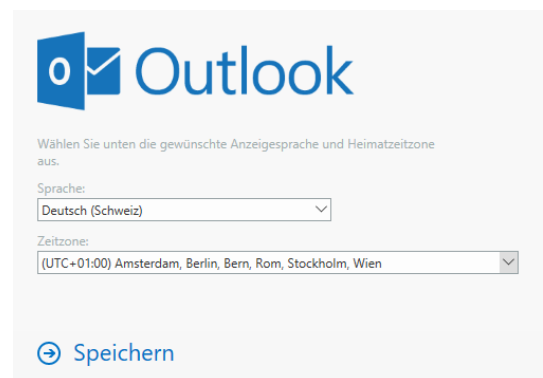 Outlook
Wählen Sie unten die gewünschte Anzeigesprache und Heimatzeitzone
aus.
Sprache:
Deutsch (Schweiz)
Zeitzone:
(UTC+01:00) Amsterdam, Berlin, Bern, Rom, Stockholm, Wien
Speichern